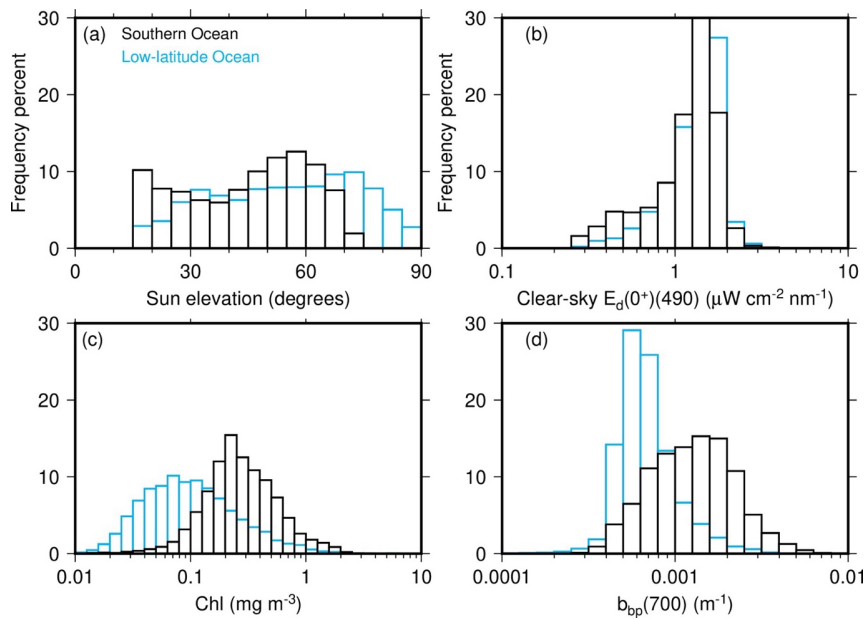 (a) Southern Ocean
Low-latitude Ocean
Frequency percent
30
20
10
0
0 30 60 90
Sun elevation (degrees)
(b)
Frequency percent
30
20
10
0
0.1 1 10
Clear-sky E_d(0⁺)(490) (μW cm⁻² nm⁻¹)
(c)
30
20
10
0
0.01 0.1 1 10
Chl (mg m⁻³)
(d)
30
20
10
0
0.0001 0.001 0.01
b_bp(700) (m⁻¹)